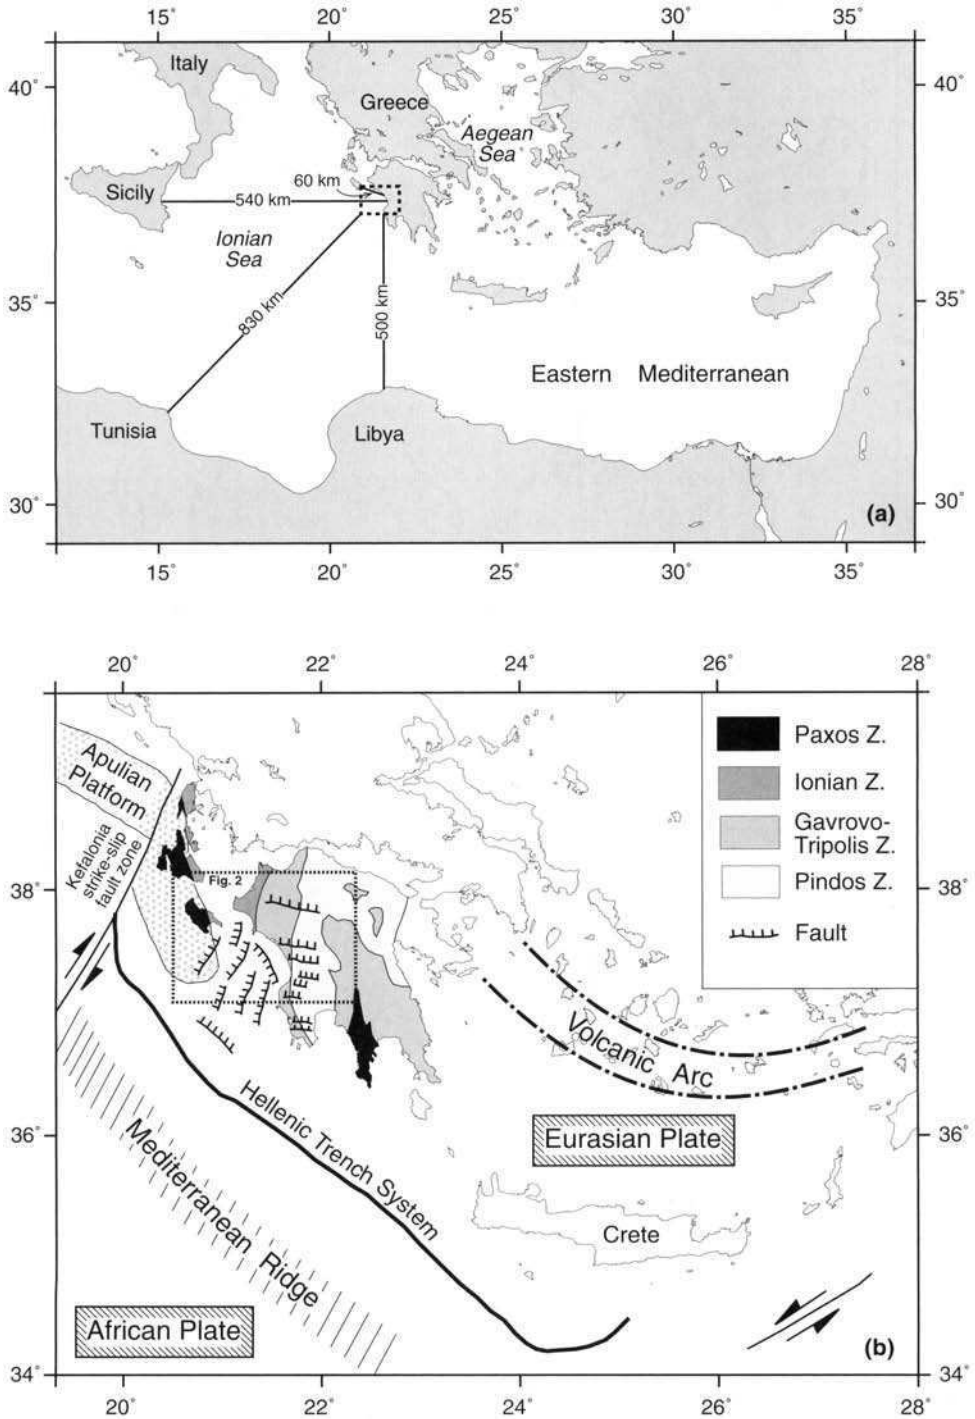 15° 20° 25° 30° 35°
40° 40°
Italy
Greece
Aegean
Sea
60 km
Sicily
540 km
Ionian
Sea
35° 35°
830 km
500 km
Eastern Mediterranean
Tunisia
Libya
30° 30°
(a)
15° 20° 25° 30° 35°
20° 22° 24° 26° 28°
Paxos Z.
Ionian Z.
Gavrovo-
Tripolis Z.
Pindos Z.
Fault
Apulian
Platform
Kefalonia
strike-slip
fault zone
38° 38°
Fig. 2
Volcanic Arc
36° 36°
Eurasian Plate
Hellenic Trench System
Mediterranean Ridge
Crete
African Plate
(b)
34° 34°
20° 22° 24° 26° 28°